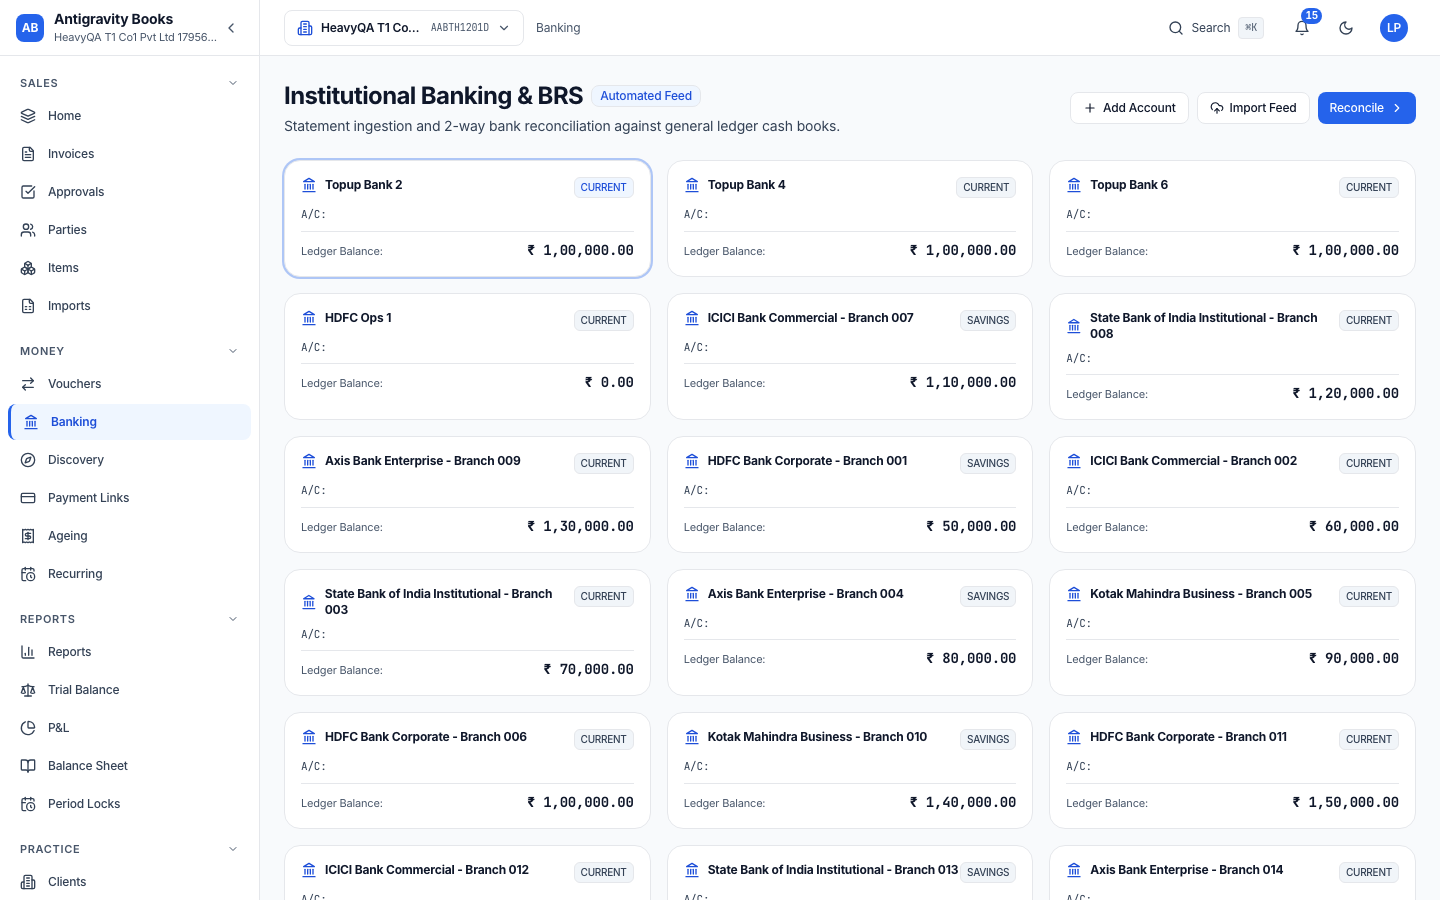 AB
Antigravity Books
HeavyQA T1 Co1 Pvt Ltd 17956...
HeavyQA T1 Co...
AABTH1201D
Banking
Search
⌘K
15
LP
SALES
Home
Invoices
Approvals
Parties
Items
Imports
MONEY
Vouchers
Banking
Discovery
Payment Links
Ageing
Recurring
REPORTS
Reports
Trial Balance
P&L
Balance Sheet
Period Locks
PRACTICE
Clients
Institutional Banking & BRS
Automated Feed
Statement ingestion and 2-way bank reconciliation against general ledger cash books.
Add Account
Import Feed
Reconcile
Topup Bank 2
CURRENT
A/C:
Ledger Balance:
₹ 1,00,000.00
Topup Bank 4
CURRENT
A/C:
Ledger Balance:
₹ 1,00,000.00
Topup Bank 6
CURRENT
A/C:
Ledger Balance:
₹ 1,00,000.00
HDFC Ops 1
CURRENT
A/C:
Ledger Balance:
₹ 0.00
ICICI Bank Commercial - Branch 007
SAVINGS
A/C:
Ledger Balance:
₹ 1,10,000.00
State Bank of India Institutional - Branch
008
CURRENT
A/C:
Ledger Balance:
₹ 1,20,000.00
Axis Bank Enterprise - Branch 009
CURRENT
A/C:
Ledger Balance:
₹ 1,30,000.00
HDFC Bank Corporate - Branch 001
SAVINGS
A/C:
Ledger Balance:
₹ 50,000.00
ICICI Bank Commercial - Branch 002
CURRENT
A/C:
Ledger Balance:
₹ 60,000.00
State Bank of India Institutional - Branch
003
CURRENT
A/C:
Ledger Balance:
₹ 70,000.00
Axis Bank Enterprise - Branch 004
SAVINGS
A/C:
Ledger Balance:
₹ 80,000.00
Kotak Mahindra Business - Branch 005
CURRENT
A/C:
Ledger Balance:
₹ 90,000.00
HDFC Bank Corporate - Branch 006
CURRENT
A/C:
Ledger Balance:
₹ 1,00,000.00
Kotak Mahindra Business - Branch 010
SAVINGS
A/C:
Ledger Balance:
₹ 1,40,000.00
HDFC Bank Corporate - Branch 011
CURRENT
A/C:
Ledger Balance:
₹ 1,50,000.00
ICICI Bank Commercial - Branch 012
CURRENT
A/C:
State Bank of India Institutional - Branch 013
SAVINGS
A/C:
Axis Bank Enterprise - Branch 014
CURRENT
A/C: